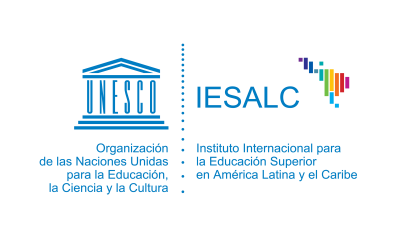 UNESCO
Organización
de las Naciones Unidas
para la Educación,
la Ciencia y la Cultura
IESALC
Instituto Internacional para
la Educación Superior
en América Latina y el Caribe